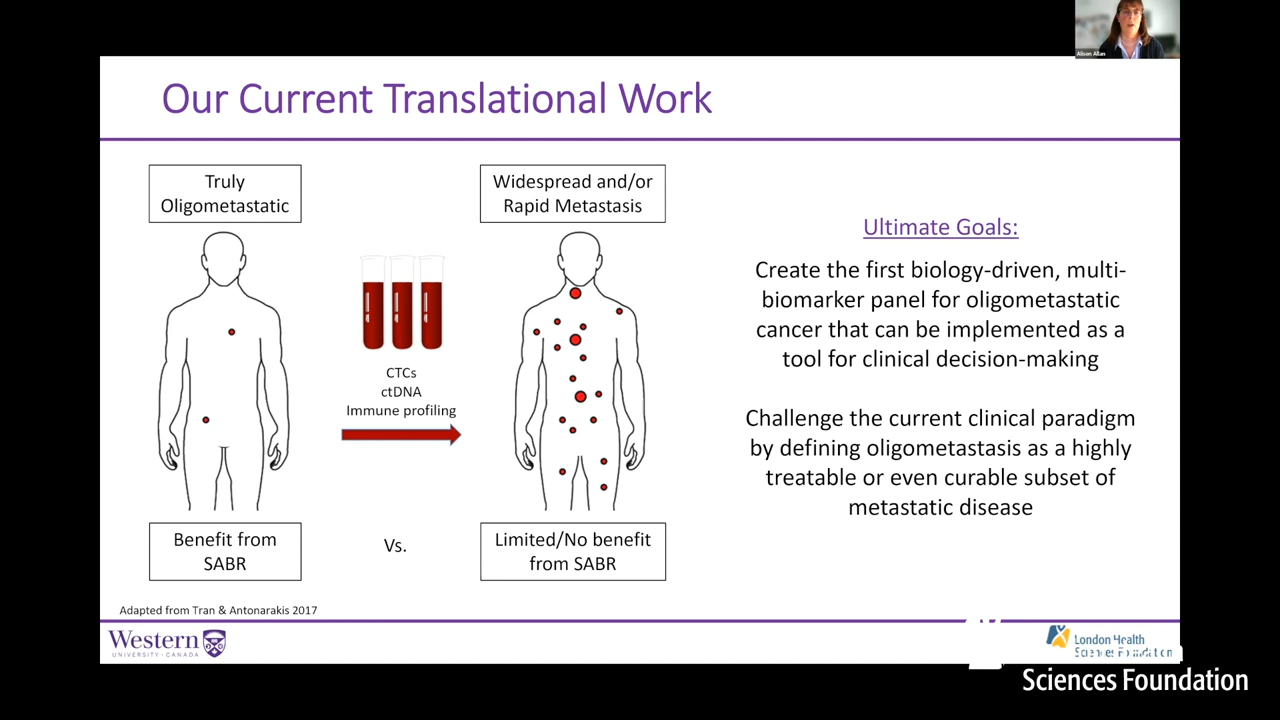 Alison Allan
Our Current Translational Work
Truly
Oligometastatic
Widespread and/or
Rapid Metastasis
CTCs
ctDNA
Immune profiling
Benefit from
SABR
Vs.
Limited/No benefit
from SABR
Ultimate Goals:
Create the first biology-driven, multi-
biomarker panel for oligometastatic
cancer that can be implemented as a
tool for clinical decision-making
Challenge the current clinical paradigm
by defining oligometastasis as a highly
treatable or even curable subset of
metastatic disease
Adapted from Tran & Antonarakis 2017
Western
UNIVERSITY · CANADA
London Health
Sciences Foundation
Sciences Foundation